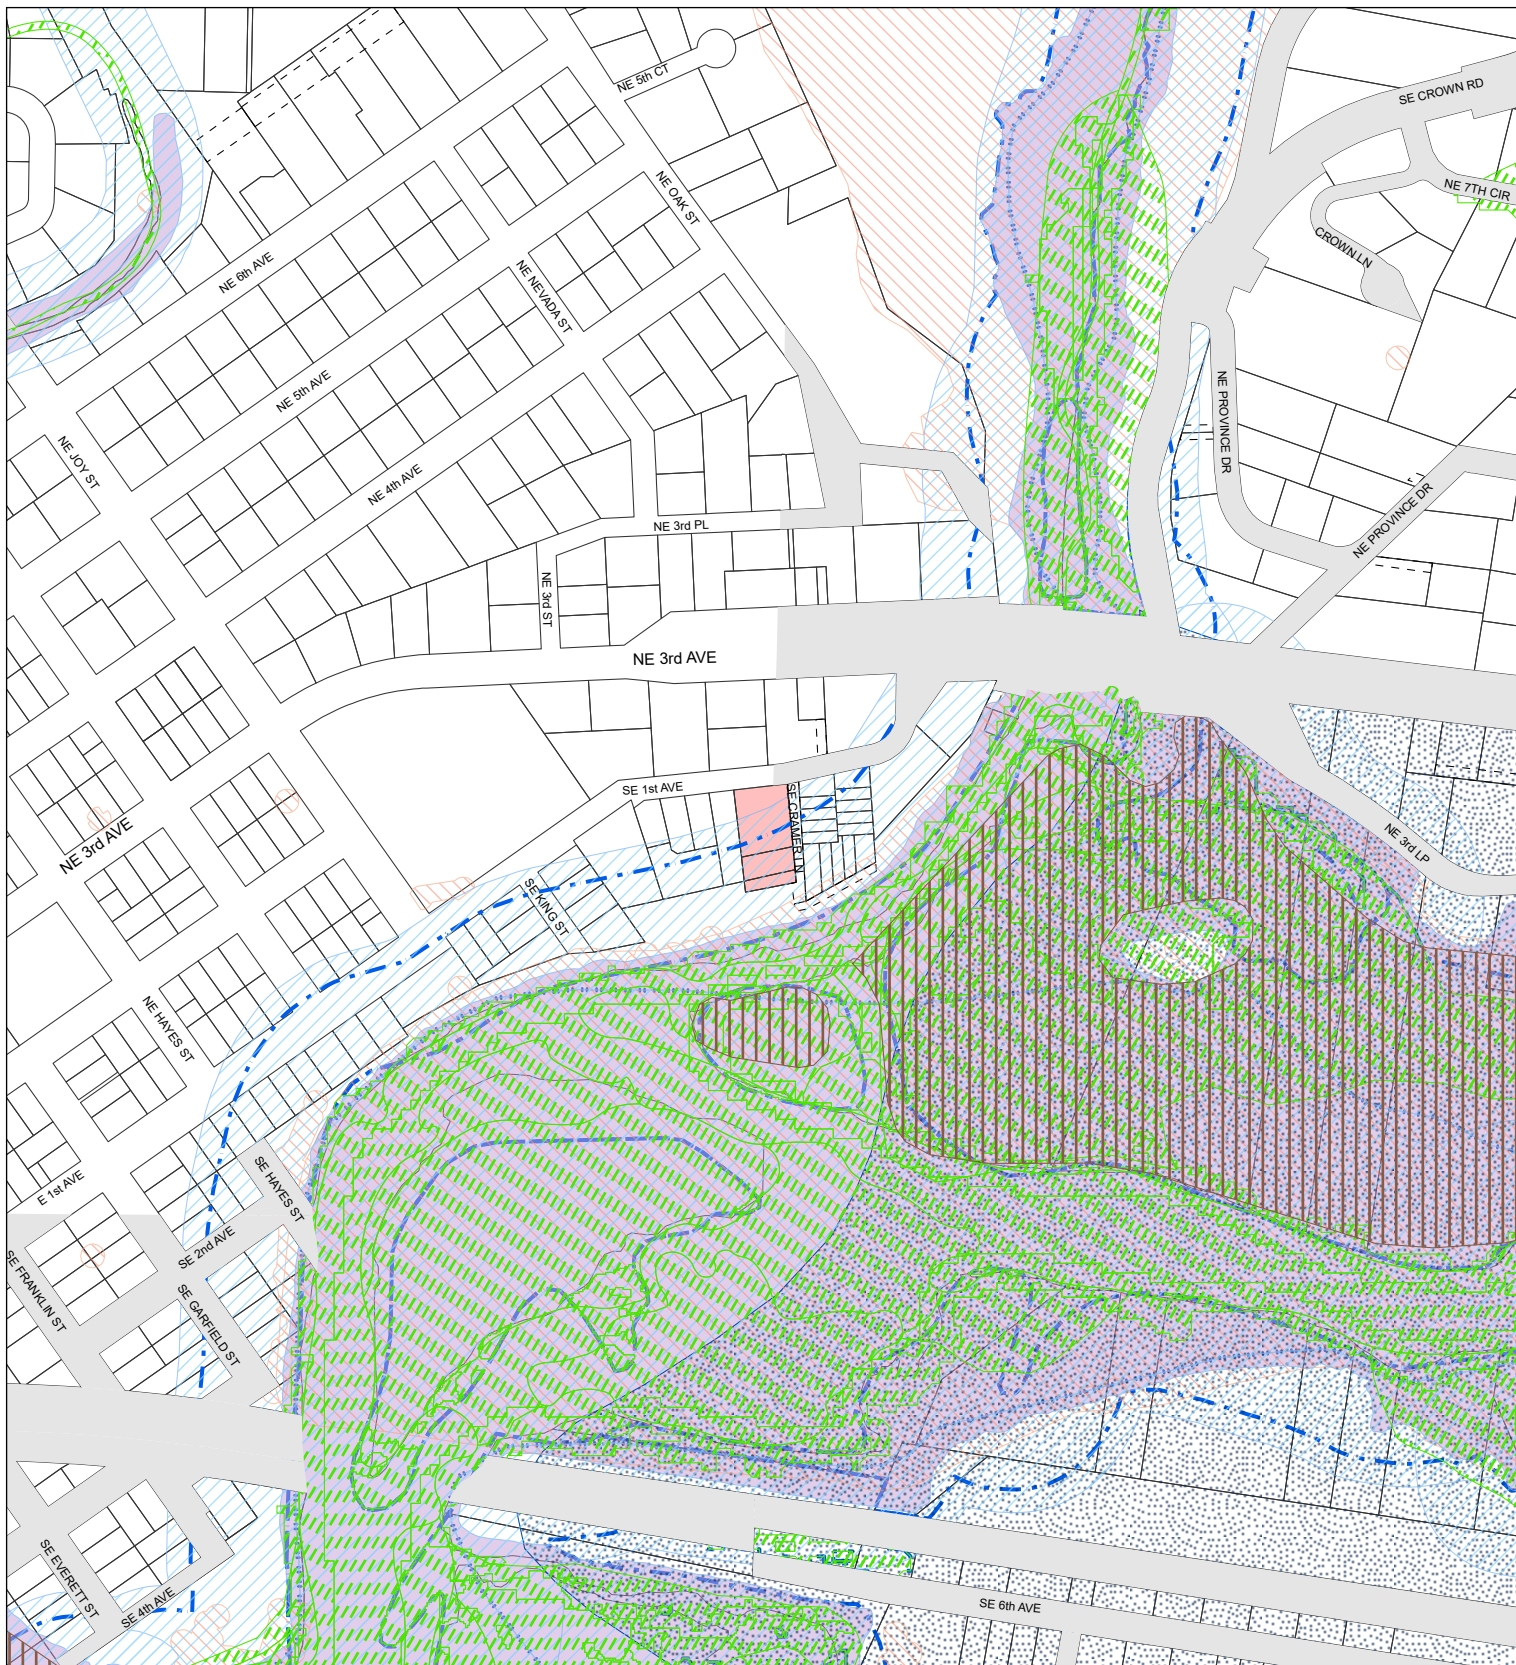 NE 5th CT
SE CROWN RD
NE OAK ST
NE 7TH CIR
CROWN LN
NE 6th AVE
NE NEVADA ST
NE 5th AVE
NE PROVINCE DR
NE JOY ST
NE 4th AVE
NE 3rd PL
NE PROVINCE DR
NE 3rd ST
NE 3rd AVE
SE 1st AVE
SE CRAMER LN
NE 3rd AVE
NE 3rd LP
SE KING ST
NE HAYES ST
E 1st AVE
SE HAYES ST
SE 2nd AVE
SE FRANKLIN ST
SE GARFIELD ST
SE EVERETT ST
SE 4th AVE
SE 6th AVE